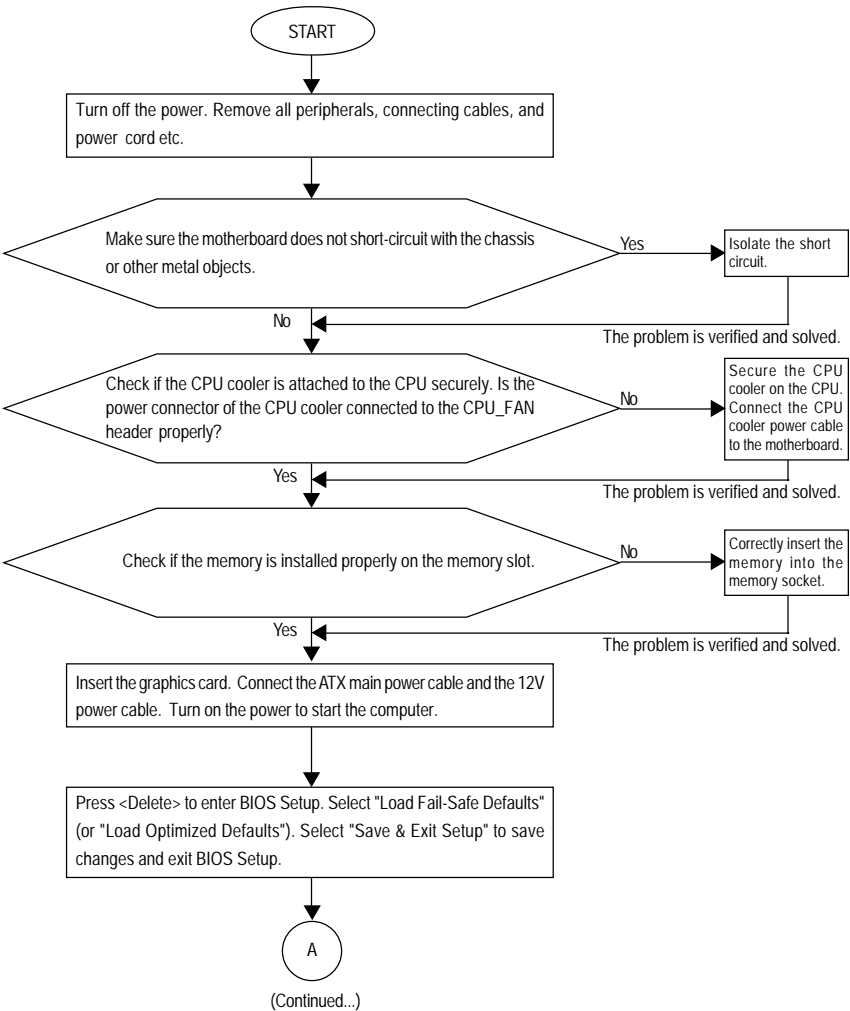 START
Turn off the power. Remove all peripherals, connecting cables, and
power cord etc.
Make sure the motherboard does not short-circuit with the chassis
or other metal objects.
Yes
Isolate the short
circuit.
No
The problem is verified and solved.
Check if the CPU cooler is attached to the CPU securely. Is the
power connector of the CPU cooler connected to the CPU_FAN
header properly?
No
Secure the CPU
cooler on the CPU.
Connect the CPU
cooler power cable
to the motherboard.
Yes
The problem is verified and solved.
Check if the memory is installed properly on the memory slot.
No
Correctly insert the
memory into the
memory socket.
Yes
The problem is verified and solved.
Insert the graphics card. Connect the ATX main power cable and the 12V
power cable. Turn on the power to start the computer.
Press <Delete> to enter BIOS Setup. Select "Load Fail-Safe Defaults"
(or "Load Optimized Defaults"). Select "Save & Exit Setup" to save
changes and exit BIOS Setup.
A
(Continued...)